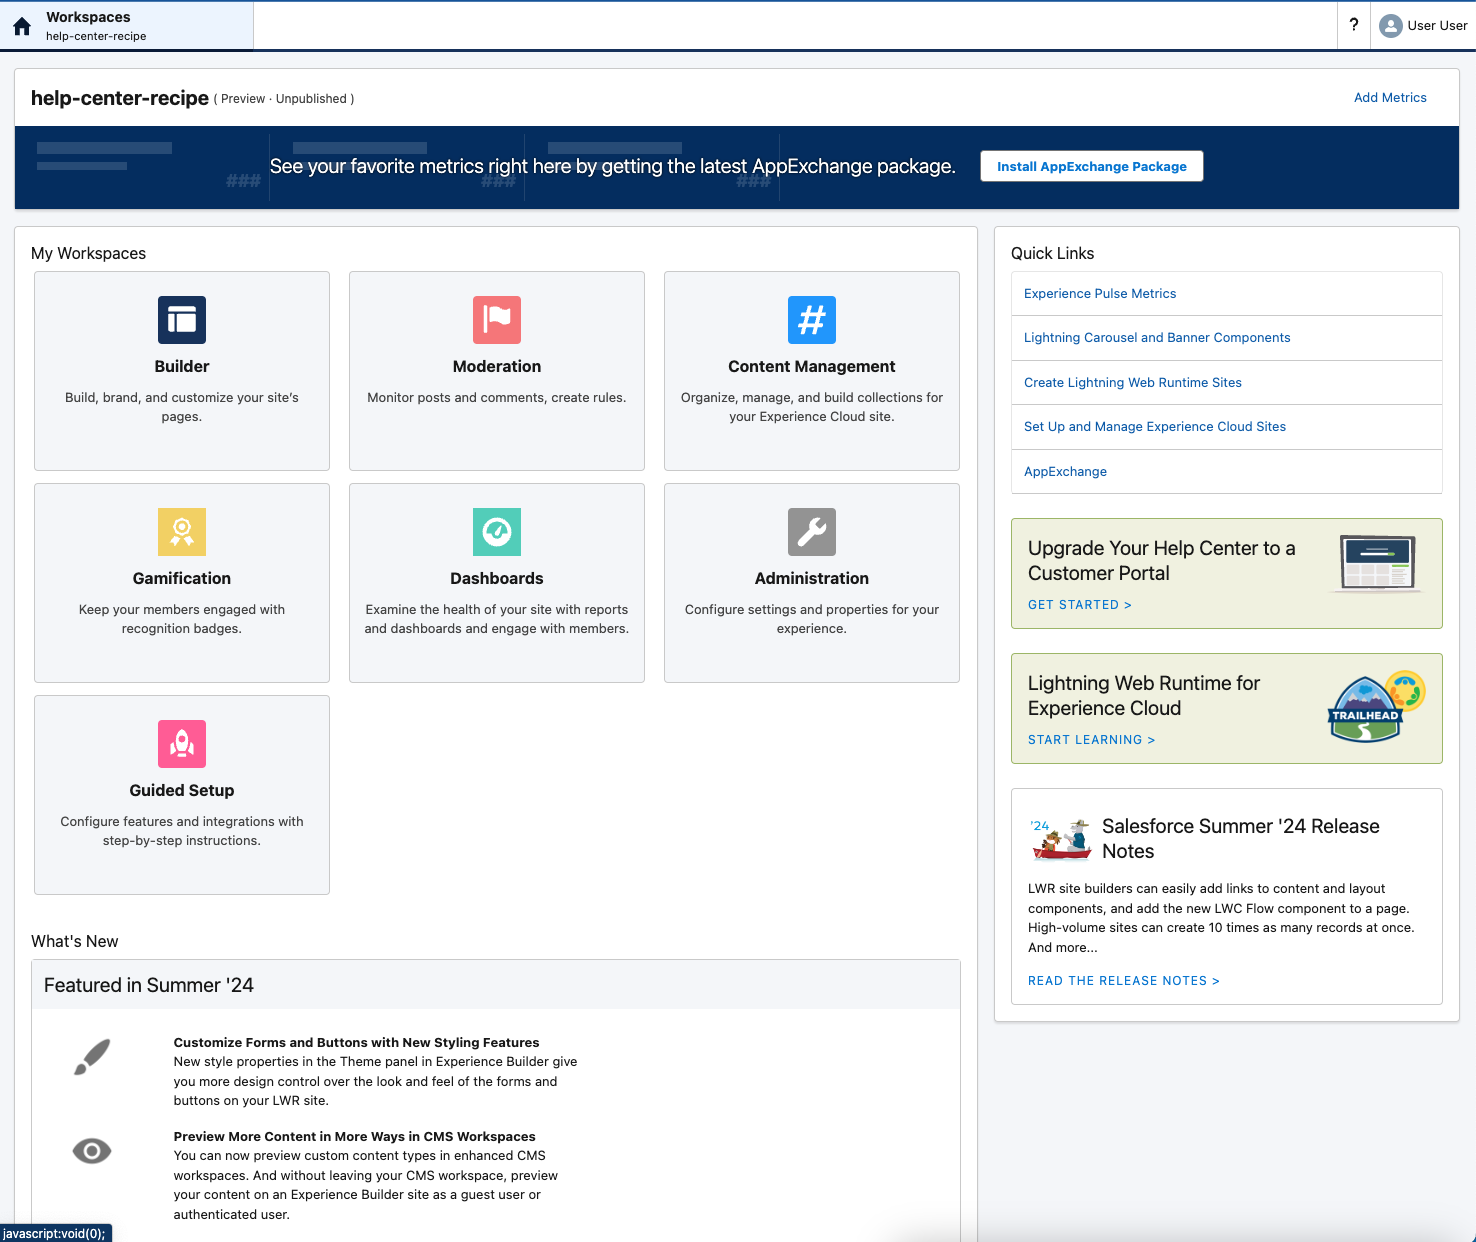 Workspaces
help-center-recipe
?
User User
help-center-recipe ( Preview · Unpublished )
Add Metrics
###
###
###
See your favorite metrics right here by getting the latest AppExchange package.
Install AppExchange Package
My Workspaces
Builder
Build, brand, and customize your site's
pages.
Moderation
Monitor posts and comments, create rules.
#
Content Management
Organize, manage, and build collections for
your Experience Cloud site.
Gamification
Keep your members engaged with
recognition badges.
Dashboards
Examine the health of your site with reports
and dashboards and engage with members.
Administration
Configure settings and properties for your
experience.
Guided Setup
Configure features and integrations with
step-by-step instructions.
What's New
Featured in Summer '24
Customize Forms and Buttons with New Styling Features
New style properties in the Theme panel in Experience Builder give
you more design control over the look and feel of the forms and
buttons on your LWR site.
Preview More Content in More Ways in CMS Workspaces
You can now preview custom content types in enhanced CMS
workspaces. And without leaving your CMS workspace, preview
your content on an Experience Builder site as a guest user or
authenticated user.
Quick Links
Experience Pulse Metrics
Lightning Carousel and Banner Components
Create Lightning Web Runtime Sites
Set Up and Manage Experience Cloud Sites
AppExchange
Upgrade Your Help Center to a
Customer Portal
GET STARTED >
Lightning Web Runtime for
Experience Cloud
START LEARNING >
TRAILHEAD
'24
Salesforce Summer '24 Release
Notes
LWR site builders can easily add links to content and layout
components, and add the new LWC Flow component to a page.
High-volume sites can create 10 times as many records at once.
And more...
READ THE RELEASE NOTES >
javascript:void(0);